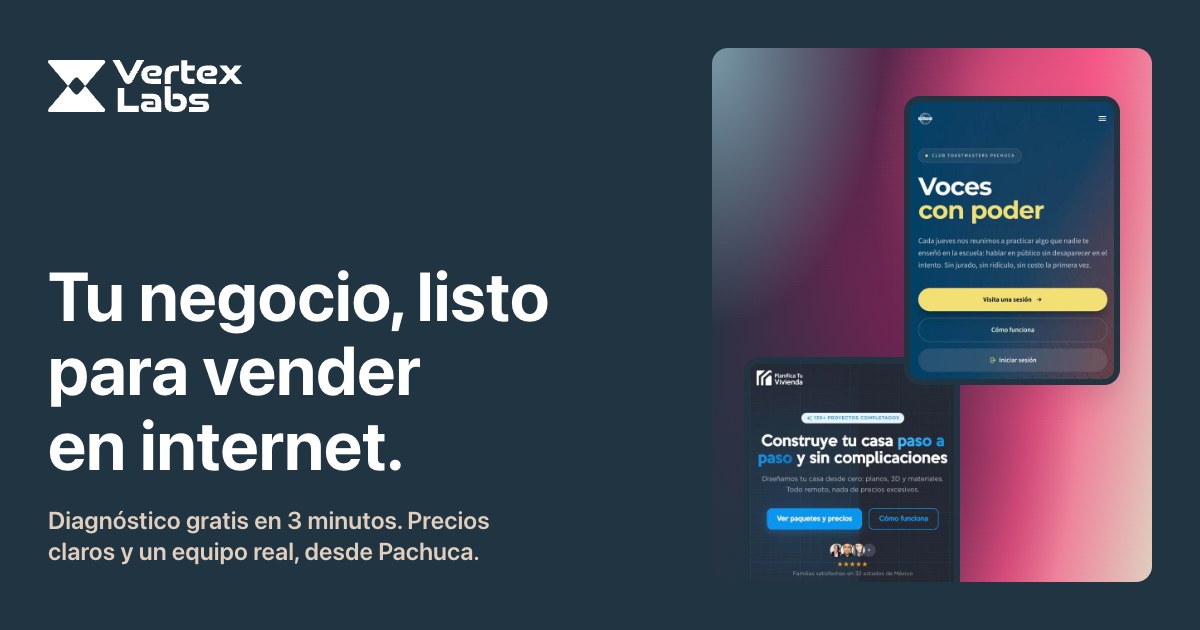 Vertex
Labs
Tu negocio, listo
para vender
en internet.
Diagnóstico gratis en 3 minutos. Precios
claros y un equipo real, desde Pachuca.
CLUB TOASTMASTERS PACHUCA
Voces
con poder
Cada jueves nos reunimos a practicar algo que nadie te
enseñó en la escuela: hablar en público sin desaparecer en el
intento. Sin jurado, sin ridículo, sin costo la primera vez.
Visita una sesión →
Cómo funciona
Iniciar sesión
Planifica Tu
Vivienda
130+ PROYECTOS COMPLETADOS
Construye tu casa paso a
paso y sin complicaciones
Diseñamos tu casa desde cero: planos, 3D y materiales.
Todo remoto, nada de precios excesivos.
Ver paquetes y precios
Cómo funciona
Familias satisfechas en 32 estados de México